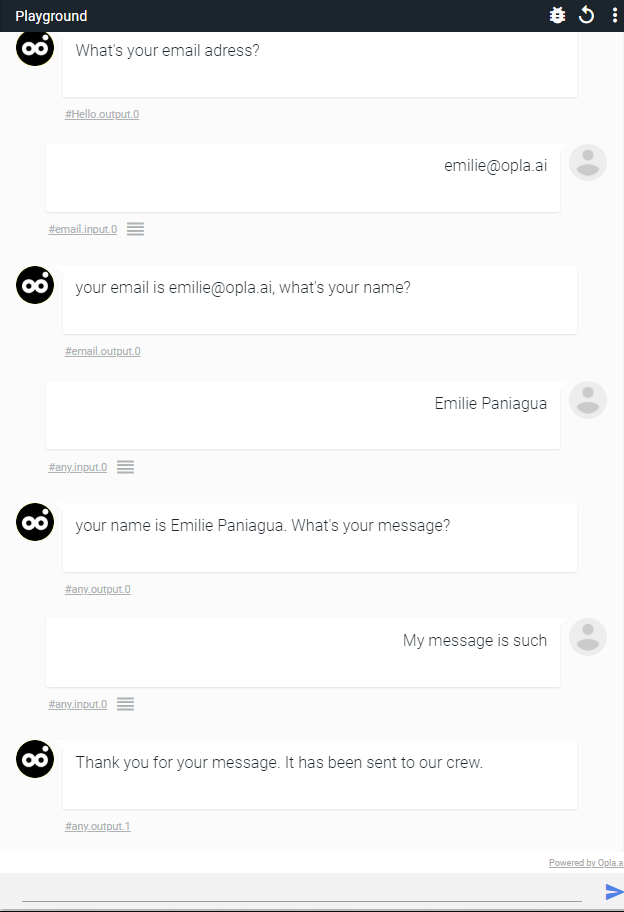 Playground
What's your email adress?
#Hello.output.0
emilie@opla.ai
#email.input.0
your email is emilie@opla.ai, what's your name?
#email.output.0
Emilie Paniagua
#any.input.0
your name is Emilie Paniagua. What's your message?
#any.output.0
My message is such
#any.input.0
Thank you for your message. It has been sent to our crew.
#any.output.1
Powered by Opla.a